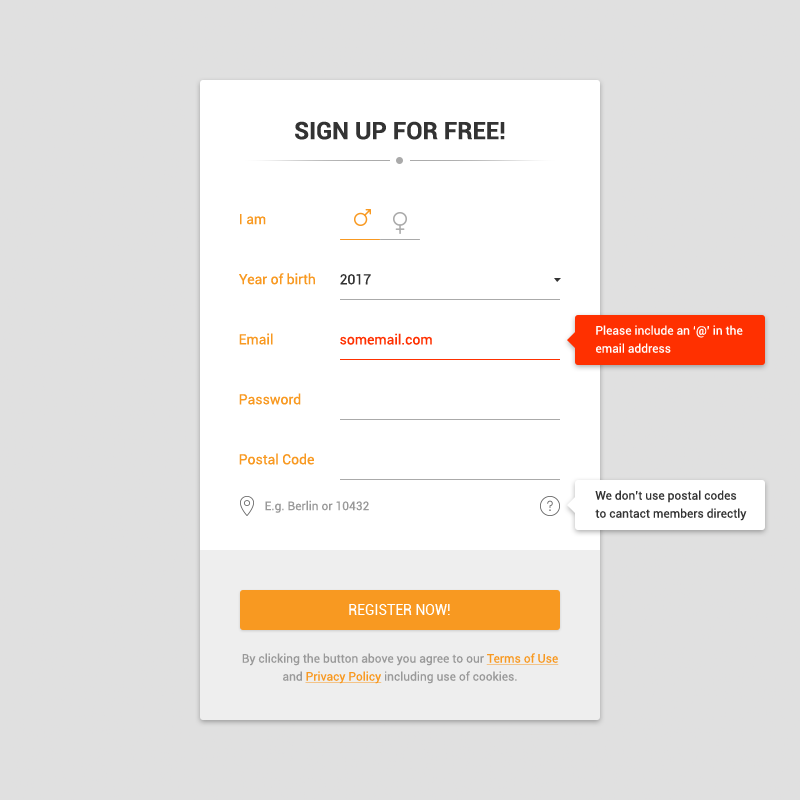 SIGN UP FOR FREE!
I am
Year of birth 2017
Email somemail.com
Please include an ‘@’ in the
email address
Password
Postal Code
E.g. Berlin or 10432
?
We don't use postal codes
to cantact members directly
REGISTER NOW!
By clicking the button above you agree to our Terms of Use
and Privacy Policy including use of cookies.